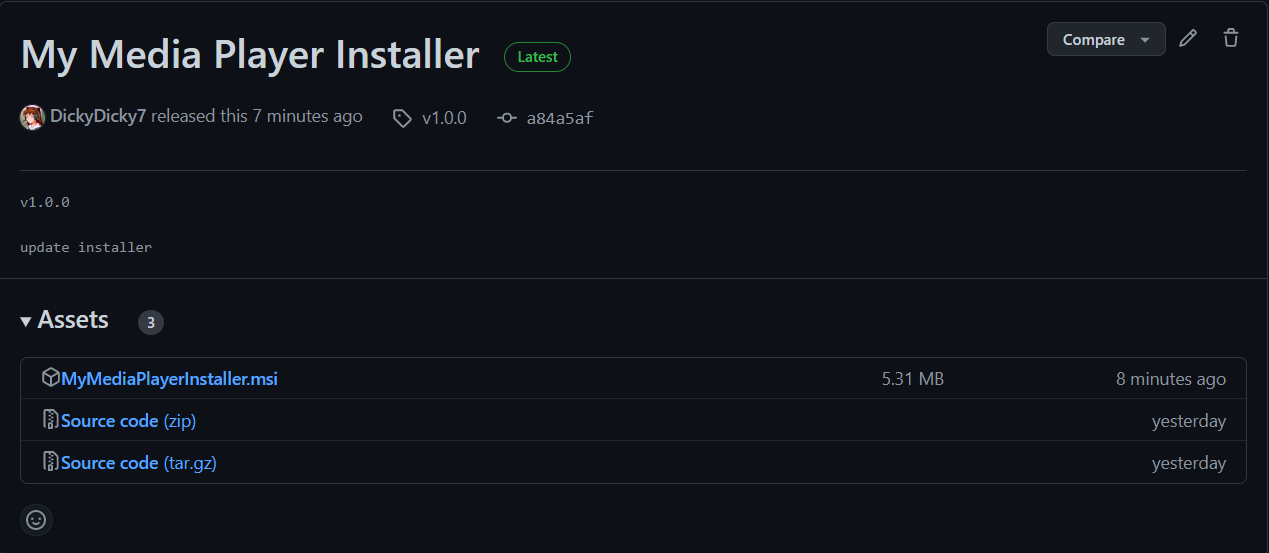 My Media Player Installer Latest Compare
DickyDicky7 released this 7 minutes ago v1.0.0 a84a5af
v1.0.0
update installer
Assets 3
MyMediaPlayerInstaller.msi 5.31 MB 8 minutes ago
Source code (zip) yesterday
Source code (tar.gz) yesterday